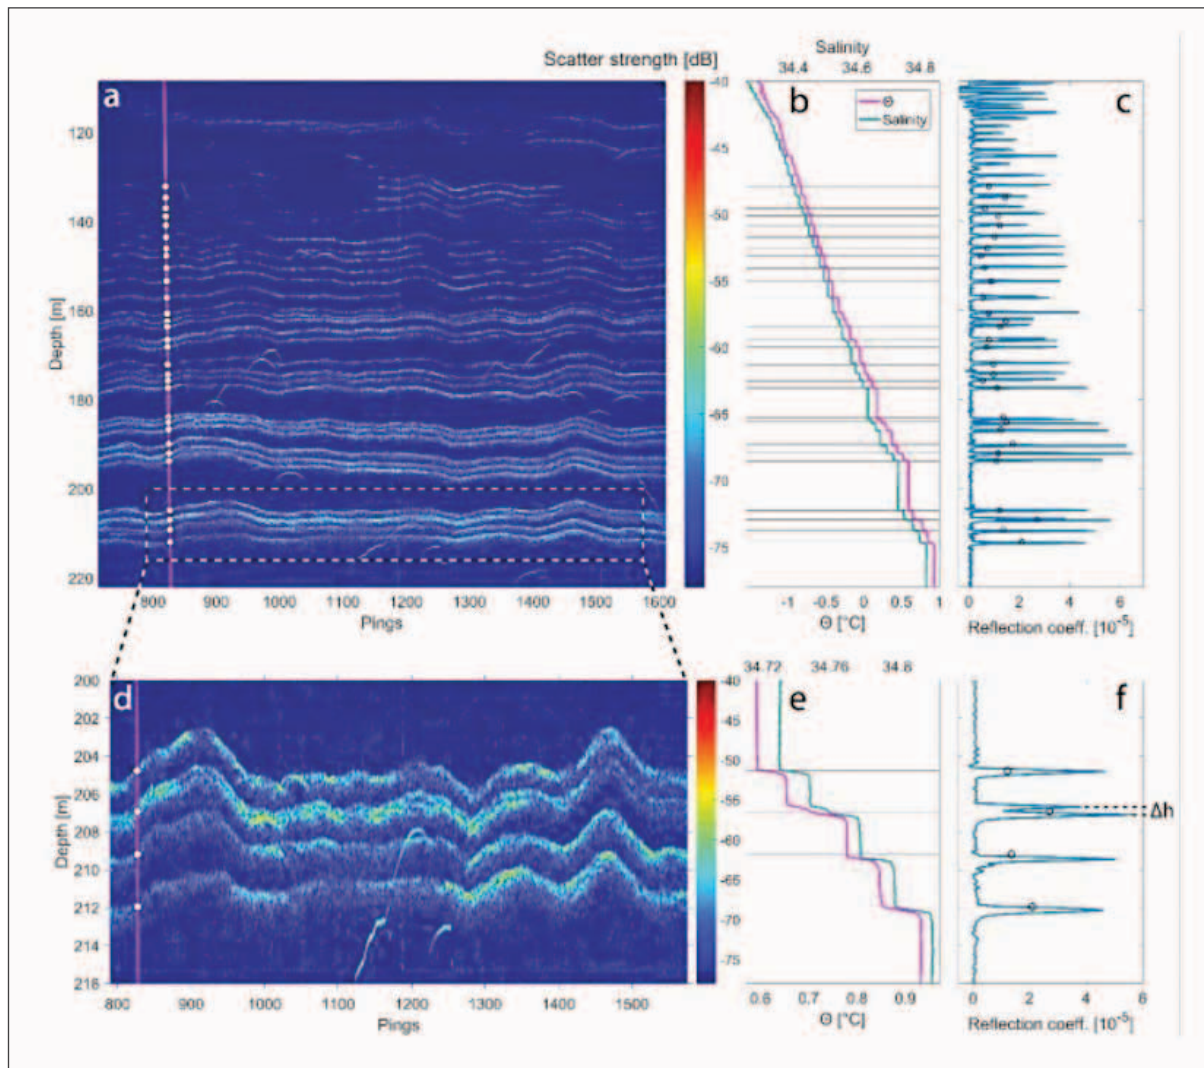 Scatter strength [dB]
Salinity
34.4 34.6 34.8
a
b
c
Θ
Salinity
120
140
160
180
200
220
Depth [m]
800 900 1000 1100 1200 1300 1400 1500 1600
Pings
-40
-45
-50
-55
-60
-65
-70
-75
-1 -0.5 0 0.5 1
Θ [°C]
0 2 4 6
Reflection coeff. [10⁻⁵]
d
e
f
200
202
204
206
208
210
212
214
216
Depth [m]
800 900 1000 1100 1200 1300 1400 1500
Pings
-40
-45
-50
-55
-60
-65
-70
-75
34.72 34.76 34.8
0.6 0.7 0.8 0.9
Θ [°C]
Δh
0 2 4 6
Reflection coeff. [10⁻⁵]